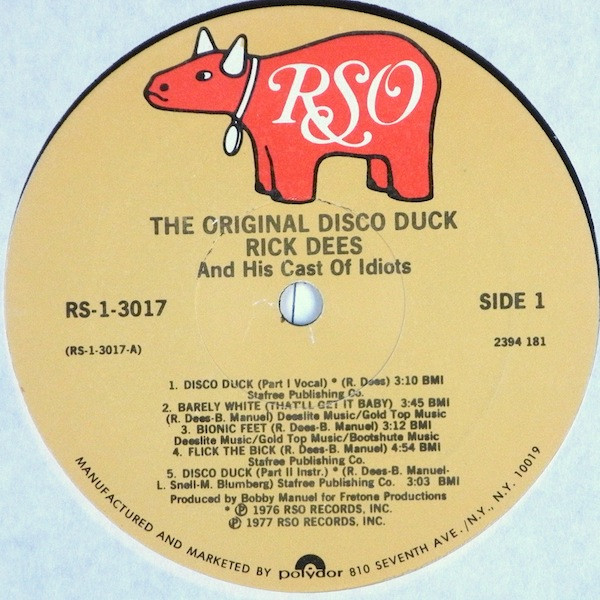 RSO
THE ORIGINAL DISCO DUCK
RICK DEES
And His Cast Of Idiots
RS-1-3017
SIDE 1
(RS-1-3017-A)
2394 181
1. DISCO DUCK (Part I Vocal) * (R. Dees) 3:10 BMI
Stafree Publishing Co.
2. BARELY WHITE (THAT'LL GET IT BABY) 3:45 BMI
(R. Dees-B. Manuel) Deeslite Music/Gold Top Music
3. BIONIC FEET (R. Dees-B. Manuel) 3:12 BMI
Deeslite Music/Gold Top Music/Bootshute Music
4. FLICK THE BICK (R. Dees-B. Manuel) 4:54 BMI
Stafree Publishing Co.
5. DISCO DUCK (Part II Instr.) * (R. Dees-B. Manuel-
L. Snell-M. Blumberg) Stafree Publishing Co. 3:03 BMI
Produced by Bobby Manuel for Fretone Productions
* ℗ 1976 RSO RECORDS, INC.
℗ 1977 RSO RECORDS, INC.
MANUFACTURED AND MARKETED BY polydor 810 SEVENTH AVE./N.Y., N.Y. 10019